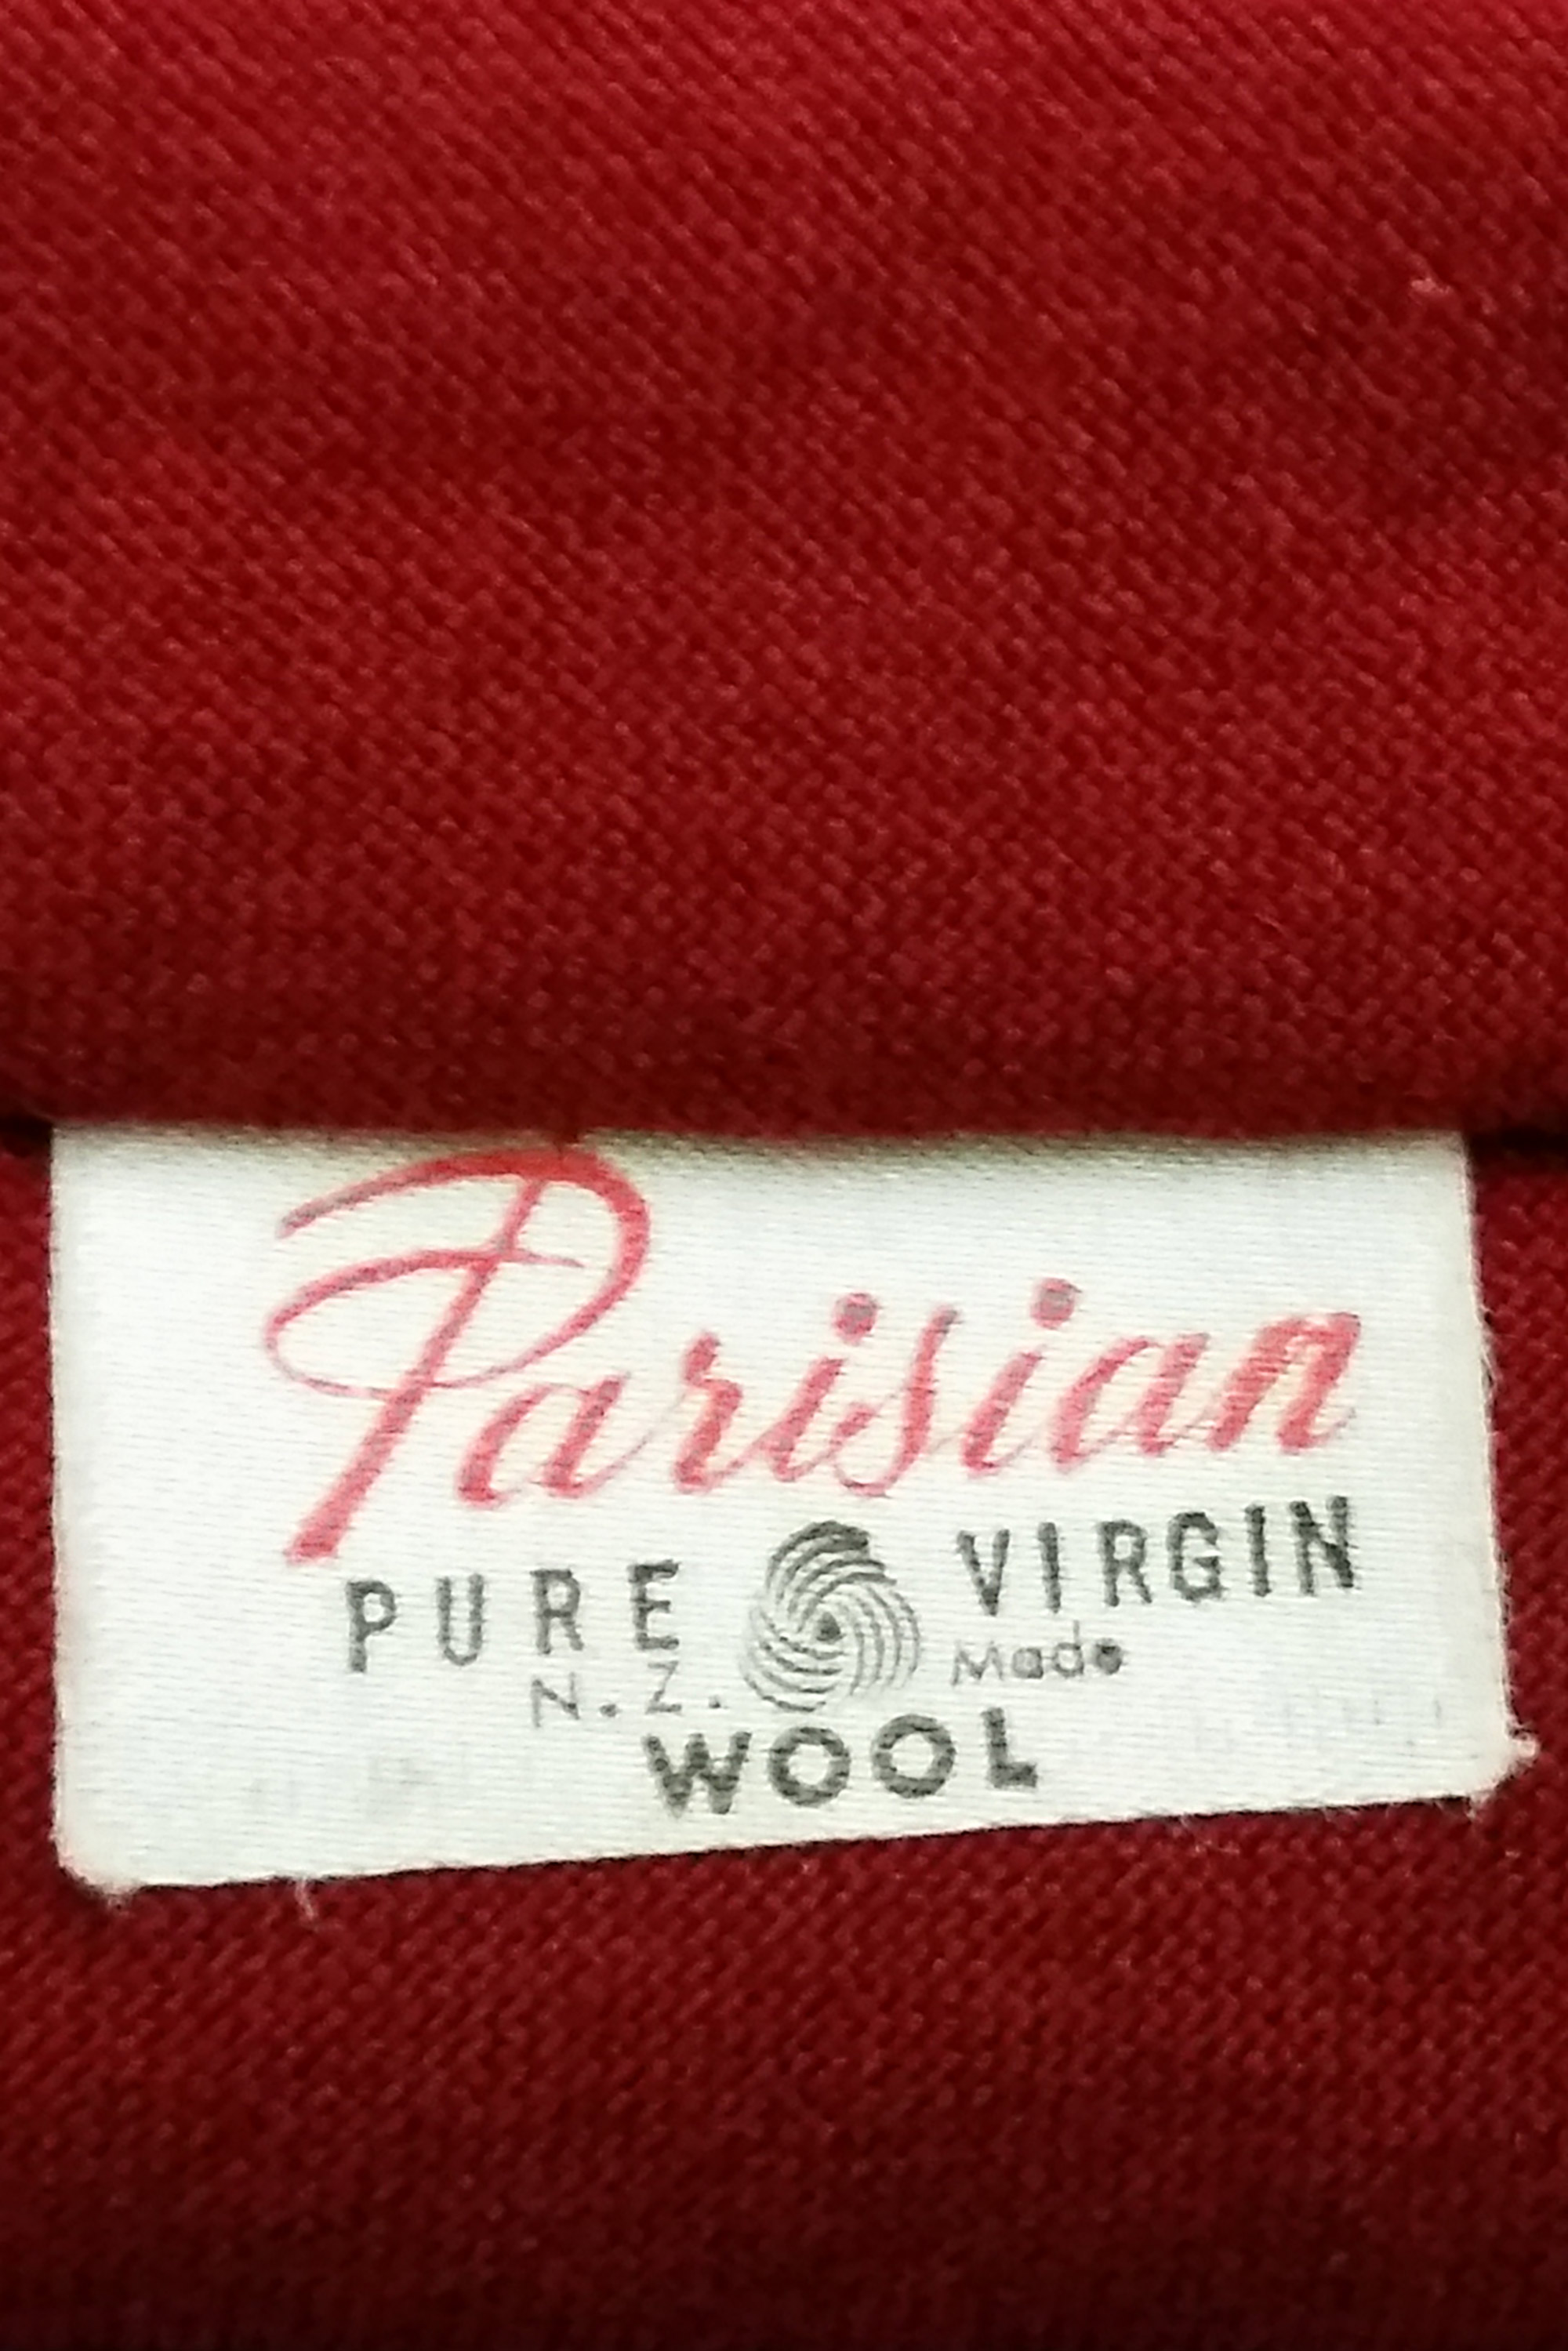 Parisian
PURE VIRGIN
N.Z. Made
WOOL